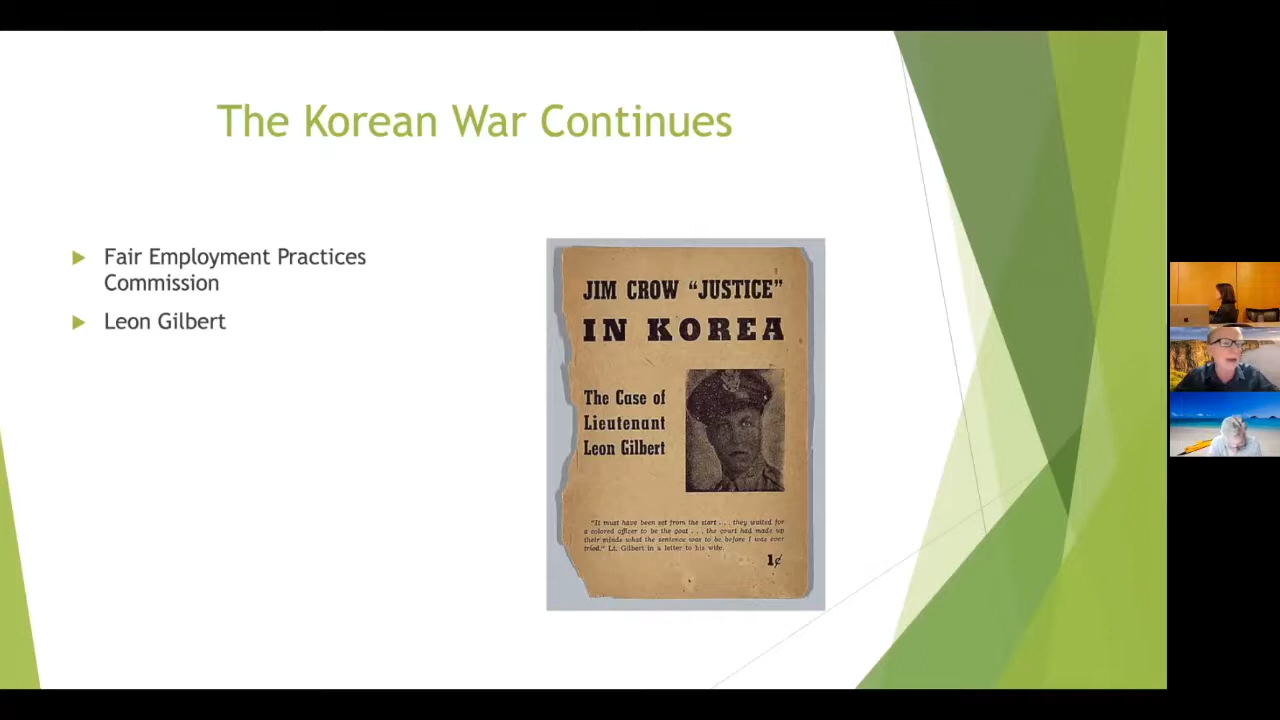 The Korean War Continues
Fair Employment Practices
Commission
Leon Gilbert
JIM CROW “JUSTICE”
IN KOREA
The Case of
Lieutenant
Leon Gilbert
"It must have been set from the start . . . they waited for
a colored officer to be the goat . . . the court had made up
their minds what the sentence was to be before I was ever
tried." Lt. Gilbert in a letter to his wife.
1¢